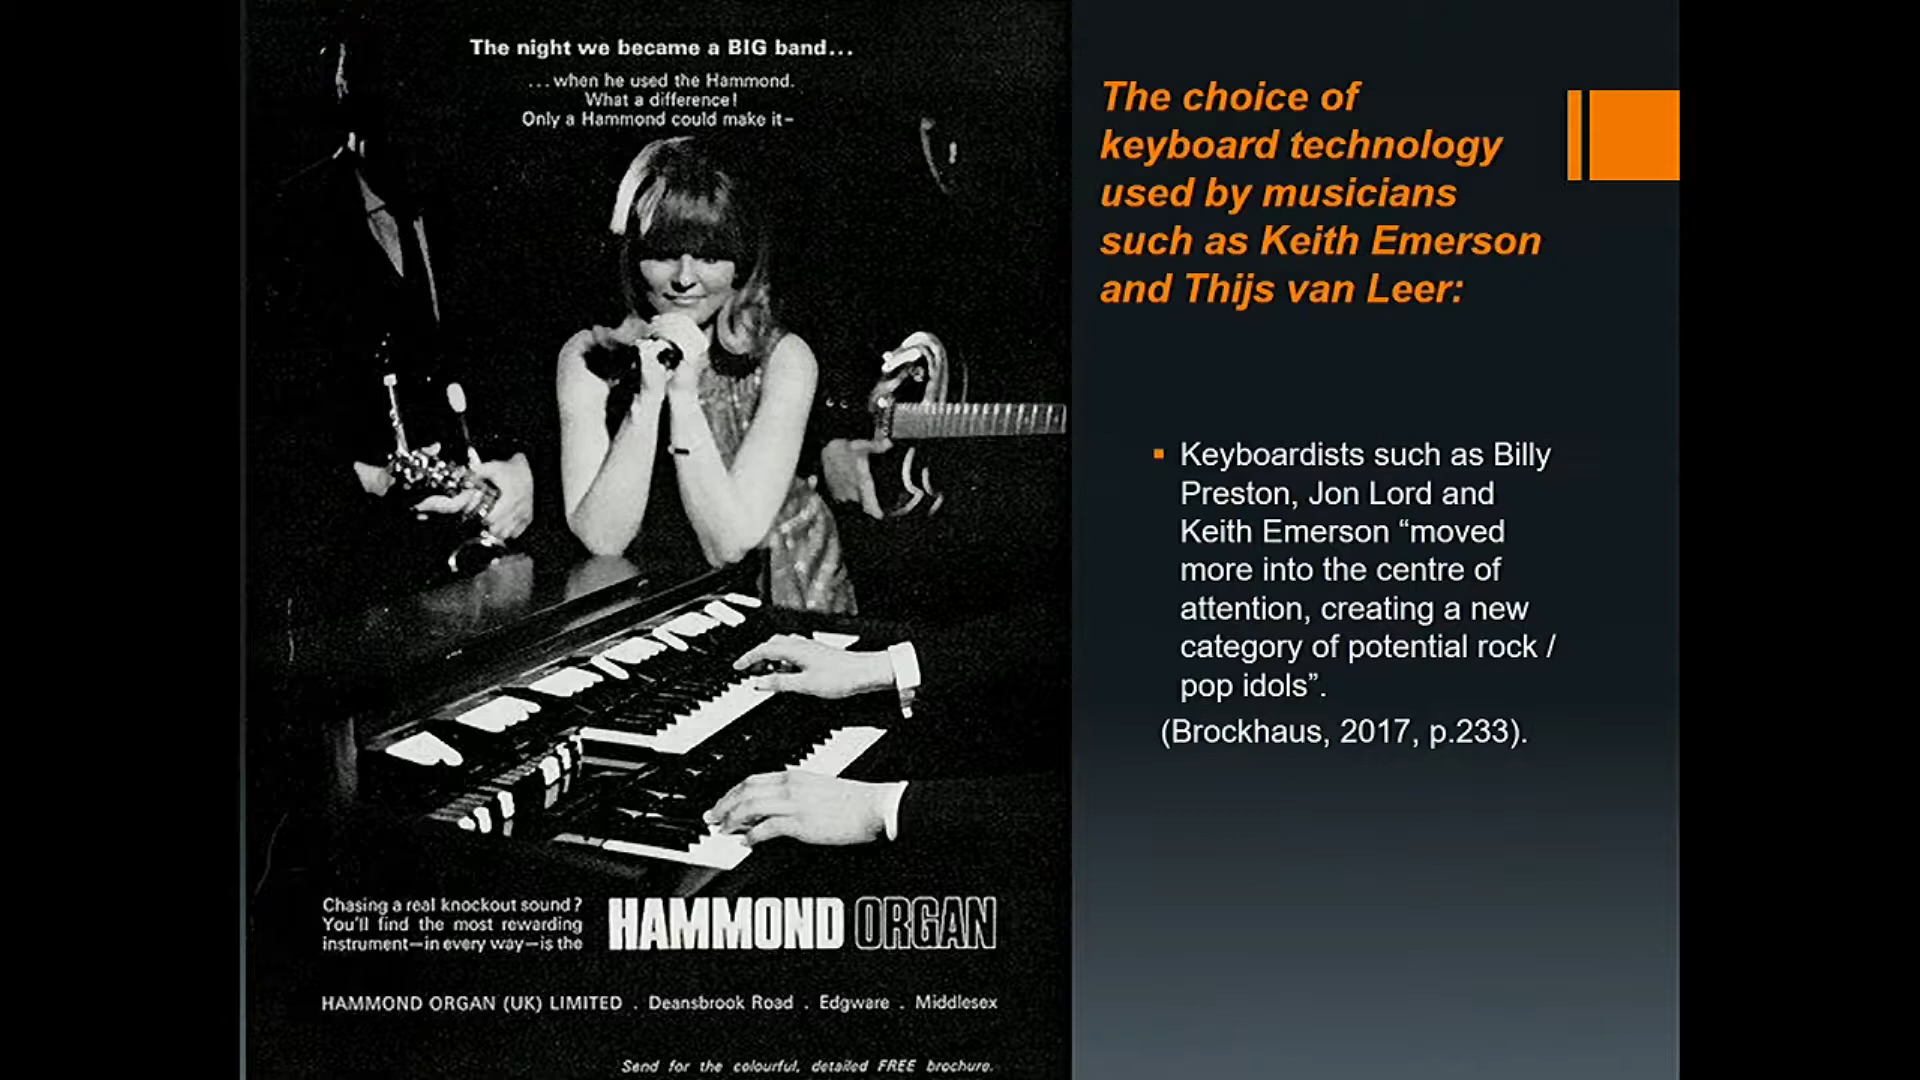 The night we became a BIG band...
...when he used the Hammond.
What a difference!
Only a Hammond could make it–
Chasing a real knockout sound?
You'll find the most rewarding
instrument—in every way—is the
HAMMOND ORGAN
HAMMOND ORGAN (UK) LIMITED . Deansbrook Road . Edgware . Middlesex
Send for the colourful, detailed FREE brochure.
The choice of
keyboard technology
used by musicians
such as Keith Emerson
and Thijs van Leer:
▪ Keyboardists such as Billy
Preston, Jon Lord and
Keith Emerson “moved
more into the centre of
attention, creating a new
category of potential rock /
pop idols”.
(Brockhaus, 2017, p.233).